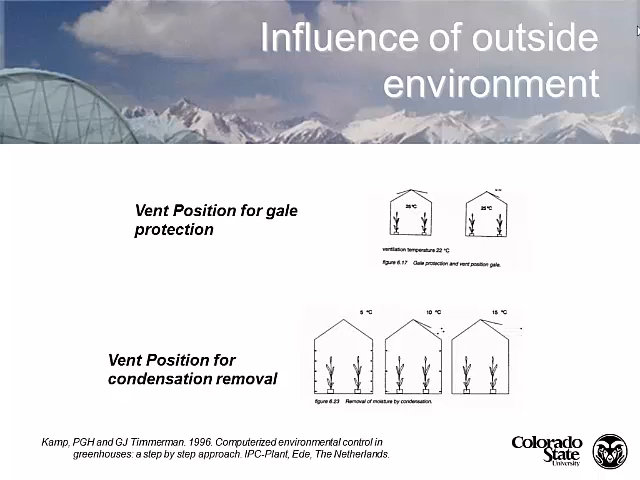 Influence of outside
environment
Vent Position for gale
protection
25 °C
25 °C
ventilation temperature 22 °C
figure 6.17 Gale protection and vent position gale.
5 °C
10 °C
15 °C
Vent Position for
condensation removal
figure 6.23 Removal of moisture by condensation.
Kamp, PGH and GJ Timmerman. 1996. Computerized environmental control in
greenhouses: a step by step approach. IPC-Plant, Ede, The Netherlands.
Colorado
State
University